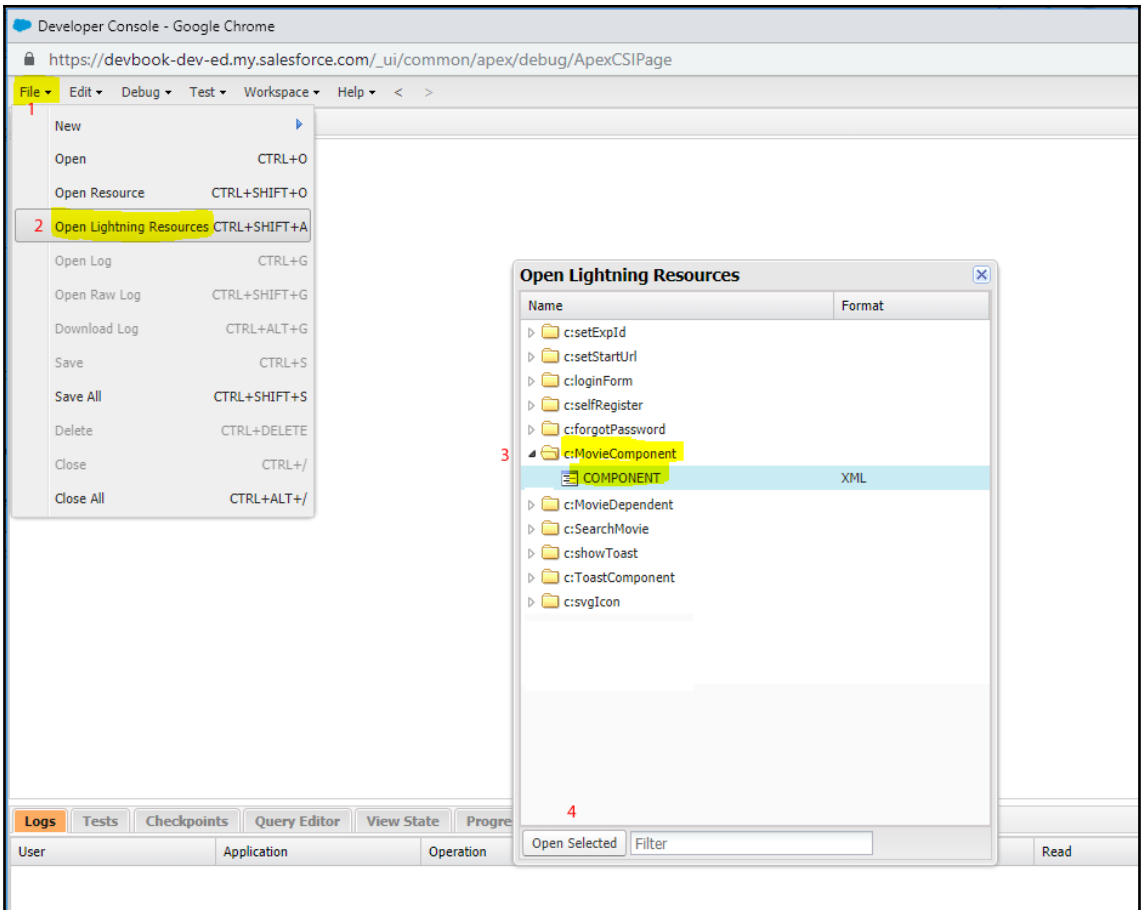 Developer Console - Google Chrome
https://devbook-dev-ed.my.salesforce.com/_ui/common/apex/debug/ApexCSIPage
File Edit Debug Test Workspace Help < >
1
New
Open CTRL+O
Open Resource CTRL+SHIFT+O
2 Open Lightning Resources CTRL+SHIFT+A
Open Log CTRL+G
Open Raw Log CTRL+SHIFT+G
Download Log CTRL+ALT+G
Save CTRL+S
Save All CTRL+SHIFT+S
Delete CTRL+DELETE
Close CTRL+/
Close All CTRL+ALT+/
Open Lightning Resources
Name Format
c:setExpId
c:setStartUrl
c:loginForm
c:selfRegister
c:forgotPassword
3 c:MovieComponent
COMPONENT XML
c:MovieDependent
c:SearchMovie
c:showToast
c:ToastComponent
c:svgIcon
4
Open Selected Filter
Logs Tests Checkpoints Query Editor View State Progre
User Application Operation Read